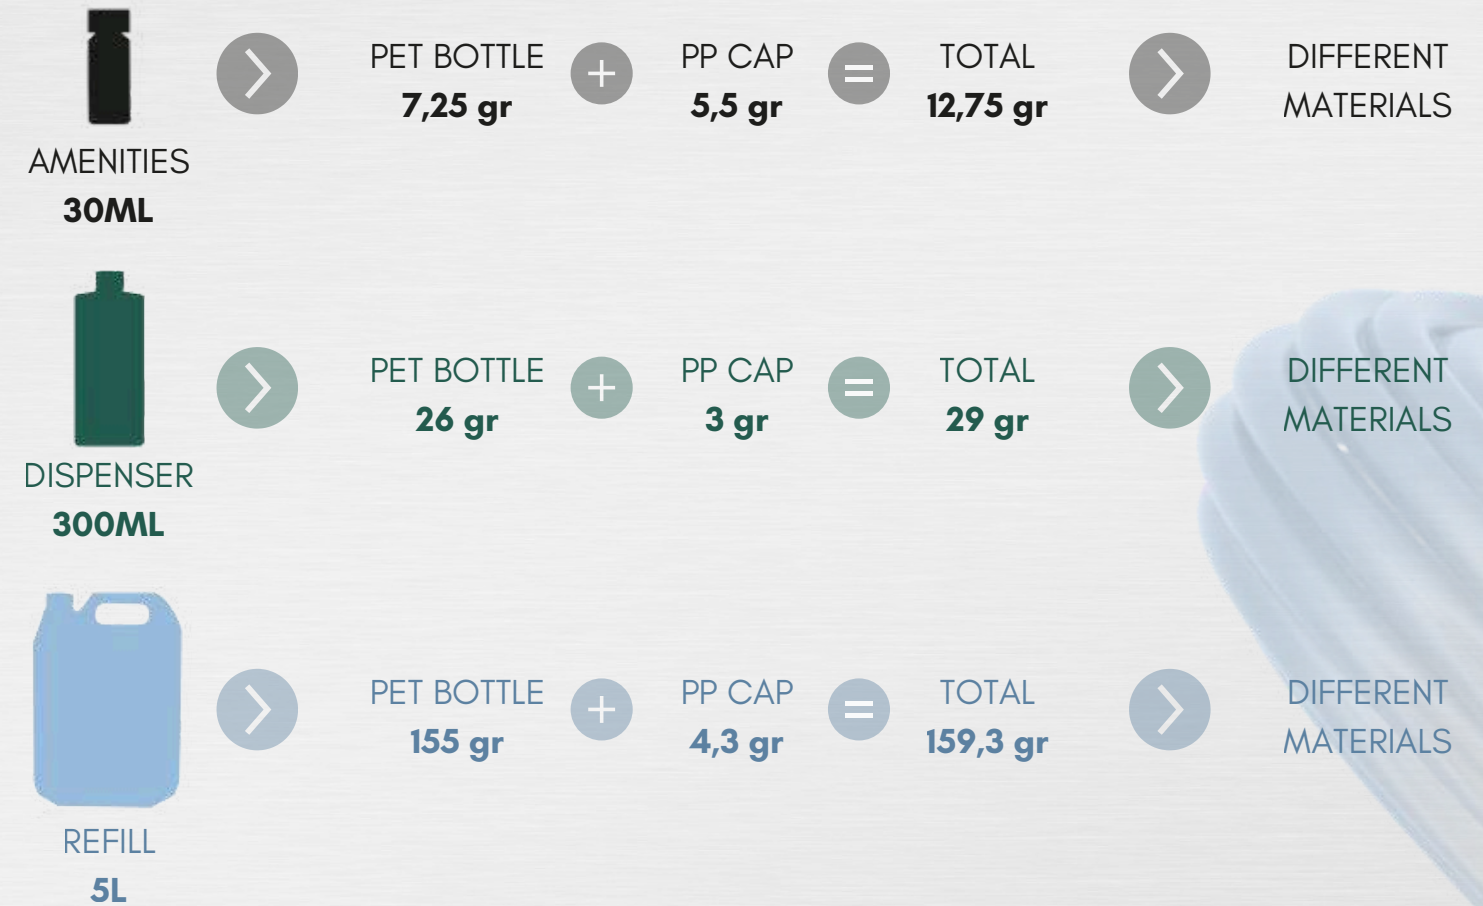 PET BOTTLE
7,25 gr
+
PP CAP
5,5 gr
=
TOTAL
12,75 gr
DIFFERENT
MATERIALS
AMENITIES
30ML
PET BOTTLE
26 gr
+
PP CAP
3 gr
=
TOTAL
29 gr
DIFFERENT
MATERIALS
DISPENSER
300ML
PET BOTTLE
155 gr
+
PP CAP
4,3 gr
=
TOTAL
159,3 gr
DIFFERENT
MATERIALS
REFILL
5L